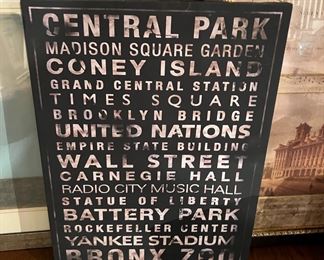 CENTRAL PARK
MADISON SQUARE GARDEN
CONEY ISLAND
GRAND CENTRAL STATION
TIMES SQUARE
BROOKLYN BRIDGE
UNITED NATIONS
EMPIRE STATE BUILDING
WALL STREET
CARNEGIE HALL
RADIO CITY MUSIC HALL
STATUE OF LIBERTY
BATTERY PARK
ROCKEFELLER CENTER
YANKEE STADIUM
BRONX ZOO